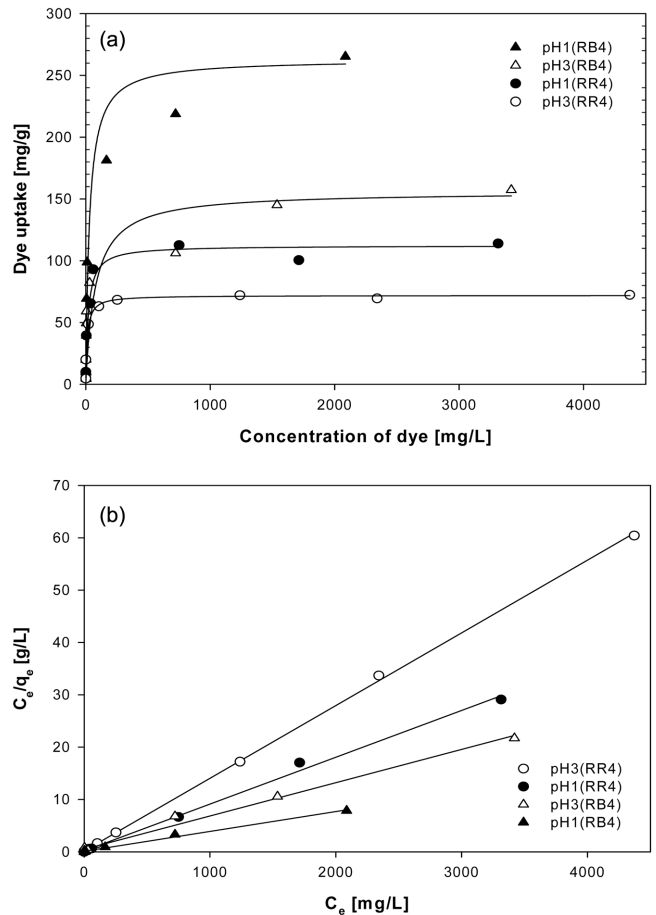 (a)
300
250
200
150
100
50
0
Dye uptake [mg/g]
pH1(RB4)
pH3(RB4)
pH1(RR4)
pH3(RR4)
0 1000 2000 3000 4000
Concentration of dye [mg/L]
(b)
70
60
50
40
30
20
10
0
Ce/qe [g/L]
pH3(RR4)
pH1(RR4)
pH3(RB4)
pH1(RB4)
0 1000 2000 3000 4000
Ce [mg/L]